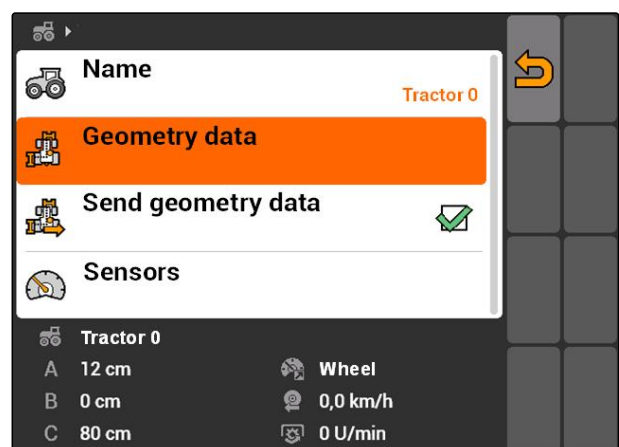 Name
Tractor 0
Geometry data
Send geometry data
Sensors
Tractor 0
A 12 cm Wheel
B 0 cm 0,0 km/h
C 80 cm 0 U/min